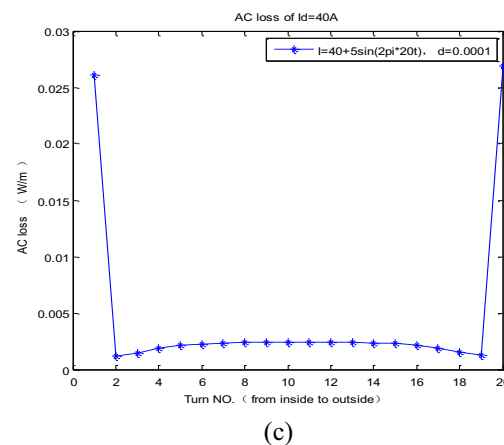 AC loss of Id=40A
I=40+5sin(2pi*20t), d=0.0001
0.03
0.025
0.02
0.015
0.01
0.005
0
AC loss （ W/m ）
0 2 4 6 8 10 12 14 16 18 20
Turn NO. （ from inside to outside）
(c)